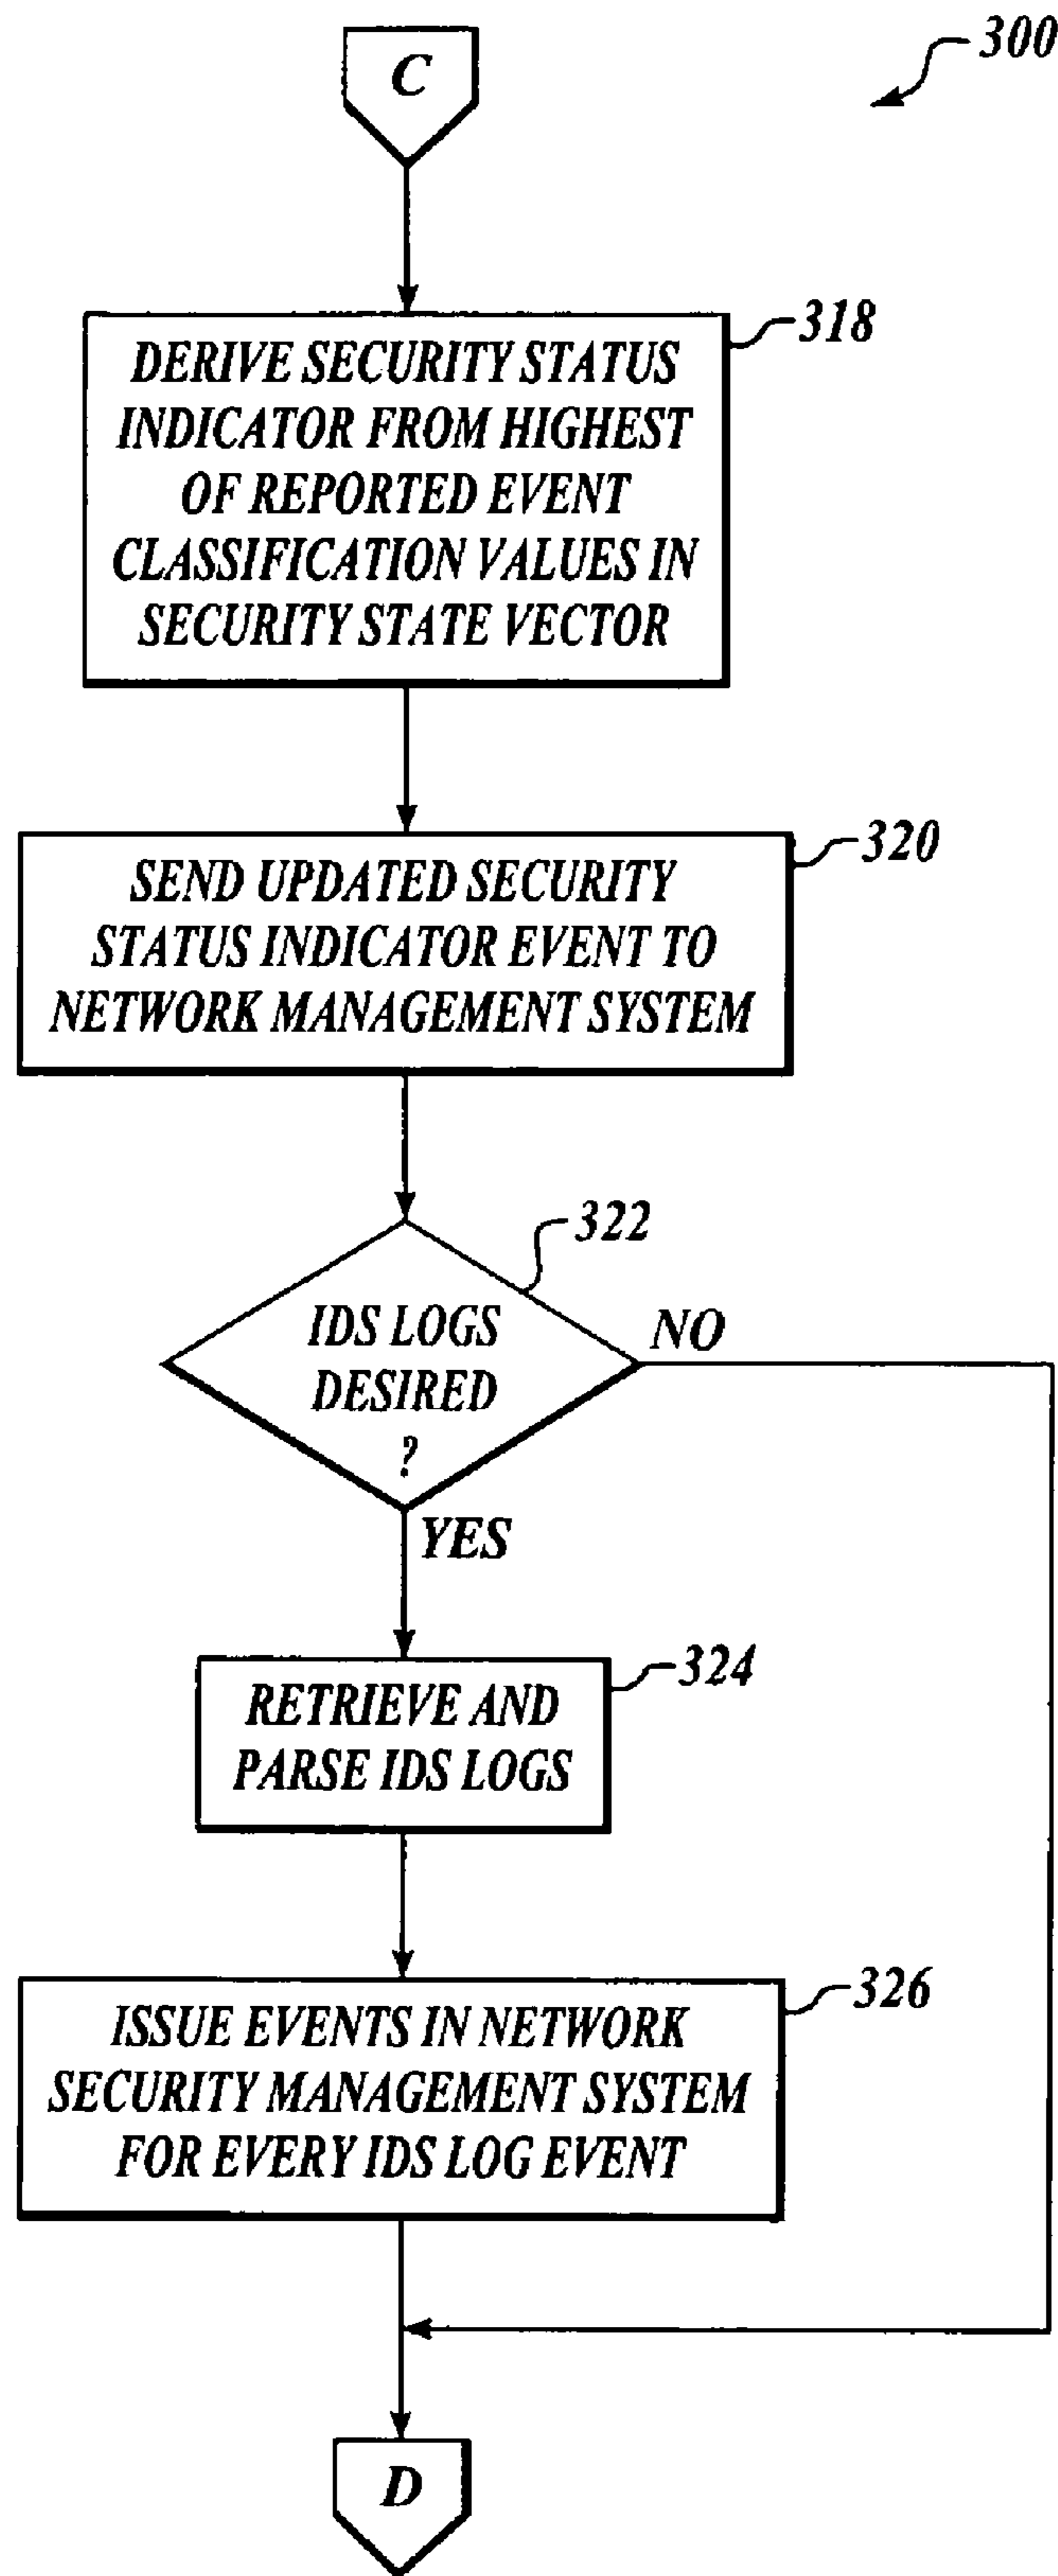 C
300
318
DERIVE SECURITY STATUS
INDICATOR FROM HIGHEST
OF REPORTED EVENT
CLASSIFICATION VALUES IN
SECURITY STATE VECTOR
320
SEND UPDATED SECURITY
STATUS INDICATOR EVENT TO
NETWORK MANAGEMENT SYSTEM
322
IDS LOGS
DESIRED
?
NO
YES
324
RETRIEVE AND
PARSE IDS LOGS
326
ISSUE EVENTS IN NETWORK
SECURITY MANAGEMENT SYSTEM
FOR EVERY IDS LOG EVENT
D